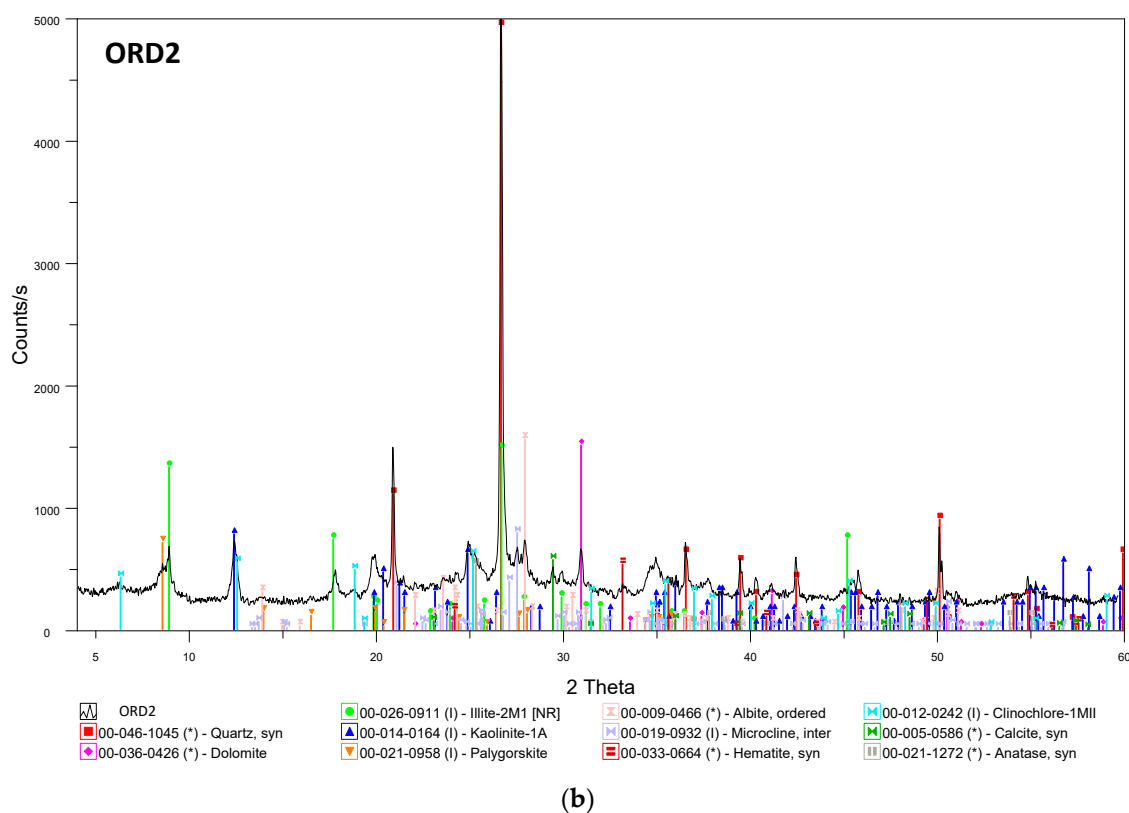 ORD2
5000
4000
3000
2000
1000
0
Counts/s
5 10 20 30 40 50 60
2 Theta
ORD2 00-026-0911 (I) - Illite-2M1 [NR] 00-009-0466 (*) - Albite, ordered 00-012-0242 (I) - Clinochlore-1MII
00-046-1045 (*) - Quartz, syn 00-014-0164 (I) - Kaolinite-1A 00-019-0932 (I) - Microcline, inter 00-005-0586 (*) - Calcite, syn
00-036-0426 (*) - Dolomite 00-021-0958 (I) - Palygorskite 00-033-0664 (*) - Hematite, syn 00-021-1272 (*) - Anatase, syn
(b)